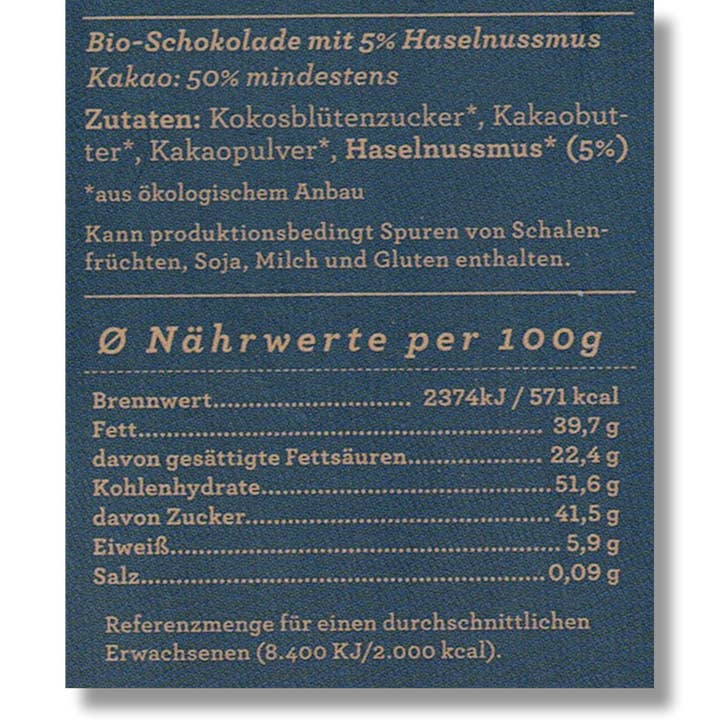 Bio-Schokolade mit 5% Haselnussmus
Kakao: 50% mindestens
Zutaten: Kokosblütenzucker*, Kakaobut-
ter*, Kakaopulver*, Haselnussmus* (5%)
*aus ökologischem Anbau
Kann produktionsbedingt Spuren von Schalen-
früchten, Soja, Milch und Gluten enthalten.
Ø Nährwerte per 100g
Brennwert.............................. 2374kJ / 571 kcal
Fett............................................................. 39,7 g
davon gesättigte Fettsäuren.................... 22,4 g
Kohlenhydrate............................................51,6 g
davon Zucker.............................................. 41,5 g
Eiweiß.......................................................... 5,9 g
Salz.............................................................0,09 g
Referenzmenge für einen durchschnittlichen
Erwachsenen (8.400 KJ/2.000 kcal).